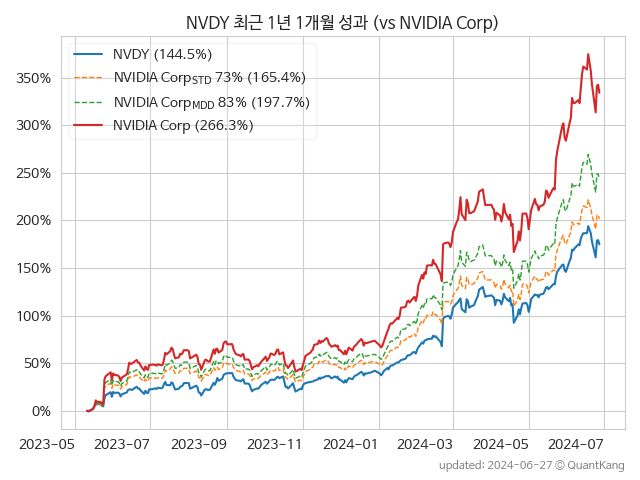 NVDY 최근 1년 1개월 성과 (vs NVIDIA Corp)
NVDY (144.5%)
NVIDIA CorpSTD 73% (165.4%)
NVIDIA CorpMDD 83% (197.7%)
NVIDIA Corp (266.3%)
350%
300%
250%
200%
150%
100%
50%
0%
2023-05 2023-07 2023-09 2023-11 2024-01 2024-03 2024-05 2024-07
updated: 2024-06-27 © QuantKang